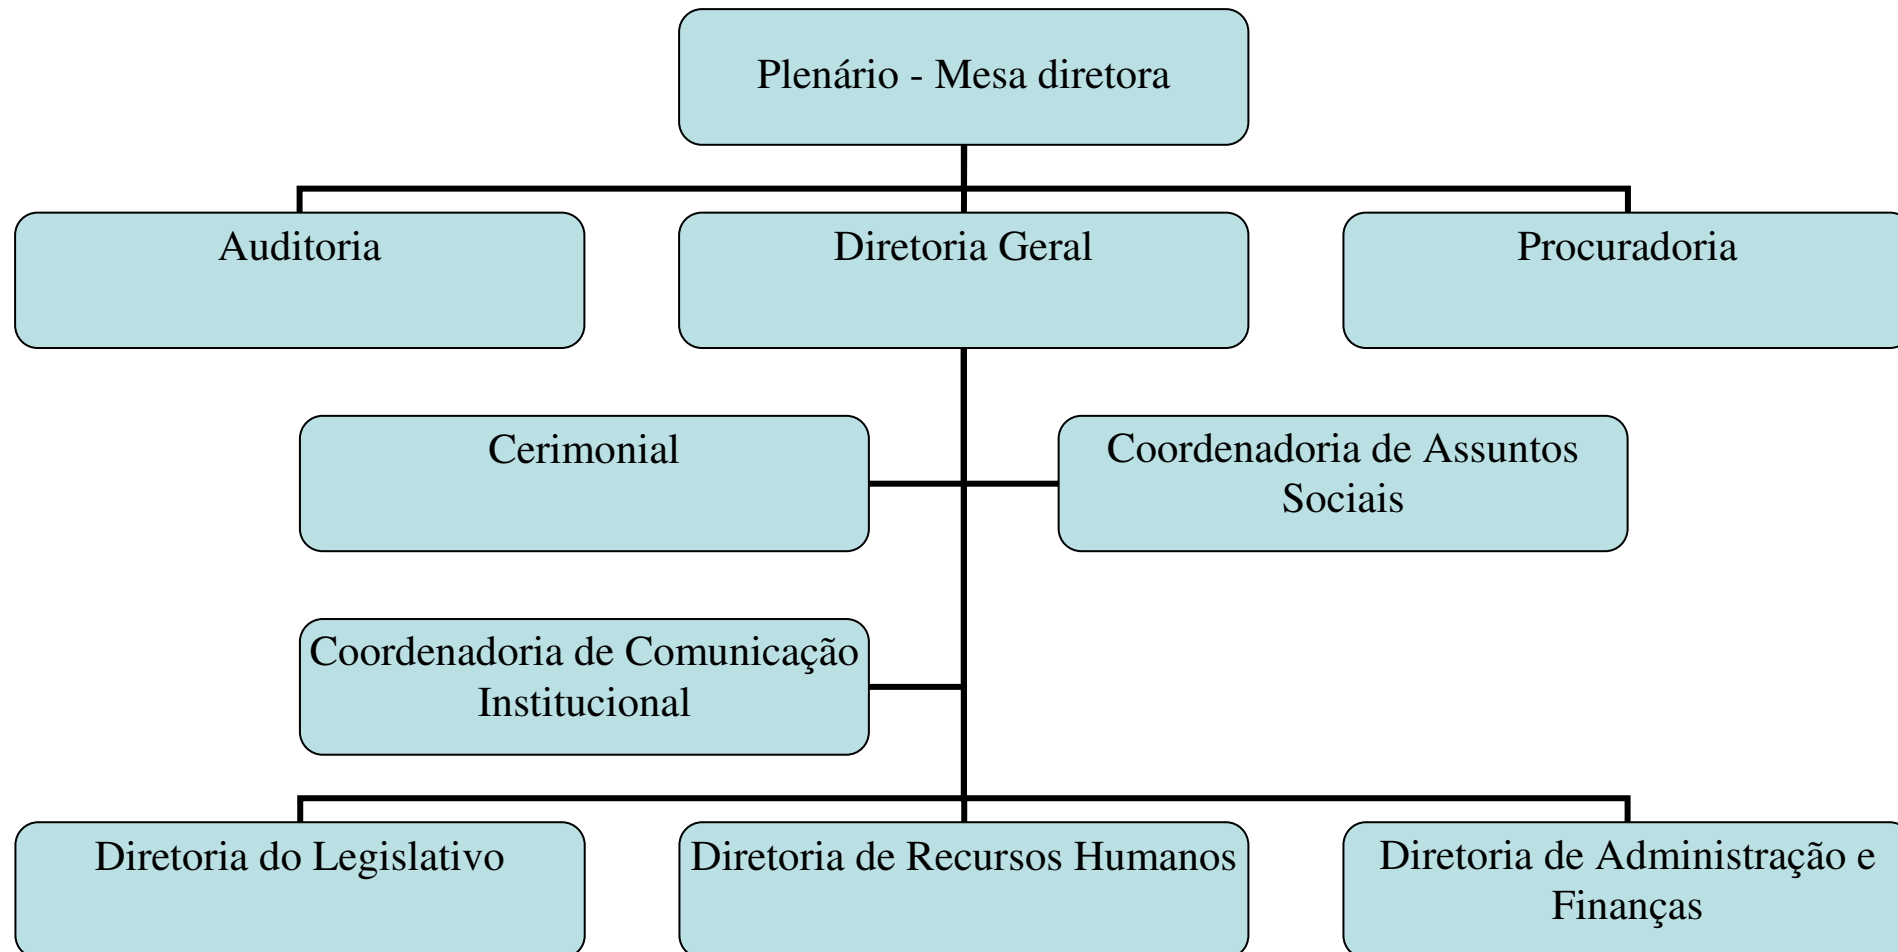 Plenário - Mesa diretora
Auditoria
Diretoria Geral
Procuradoria
Cerimonial
Coordenadoria de Assuntos
Sociais
Coordenadoria de Comunicação
Institucional
Diretoria do Legislativo
Diretoria de Recursos Humanos
Diretoria de Administração e
Finanças